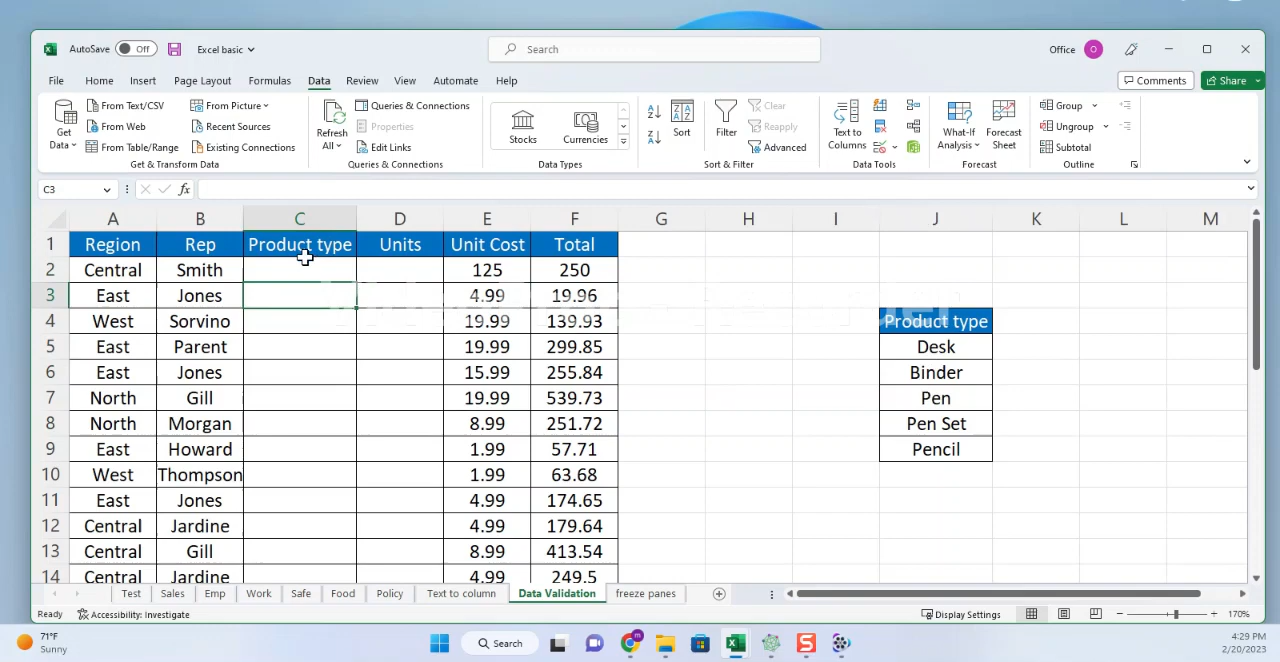 AutoSave Off Excel basic Search Office O
File Home Insert Page Layout Formulas Data Review View Automate Help Comments Share
Get Data From Text/CSV From Web From Table/Range From Picture Recent Sources Existing Connections
Get & Transform Data
Refresh All Queries & Connections Properties Edit Links
Queries & Connections
Stocks Currencies
Data Types
Sort Filter Clear Reapply Advanced
Sort & Filter
Text to Columns
Data Tools
What-If Analysis Forecast Sheet
Forecast
Group Ungroup Subtotal
Outline
C3 fx
A B C D E F G H I J K L M
1 Region Rep Product type Units Unit Cost Total
2 Central Smith 125 250
3 East Jones 4.99 19.96
4 West Sorvino 19.99 139.93 Product type
5 East Parent 19.99 299.85 Desk
6 East Jones 15.99 255.84 Binder
7 North Gill 19.99 539.73 Pen
8 North Morgan 8.99 251.72 Pen Set
9 East Howard 1.99 57.71 Pencil
10 West Thompson 1.99 63.68
11 East Jones 4.99 174.65
12 Central Jardine 4.99 179.64
13 Central Gill 8.99 413.54
14 Central Jardine 4.99 249.5
Test Sales Emp Work Safe Food Policy Text to column Data Validation freeze panes
Ready Accessibility: Investigate Display Settings 170%
71°F
Sunny
Search
4:29 PM
2/20/2023